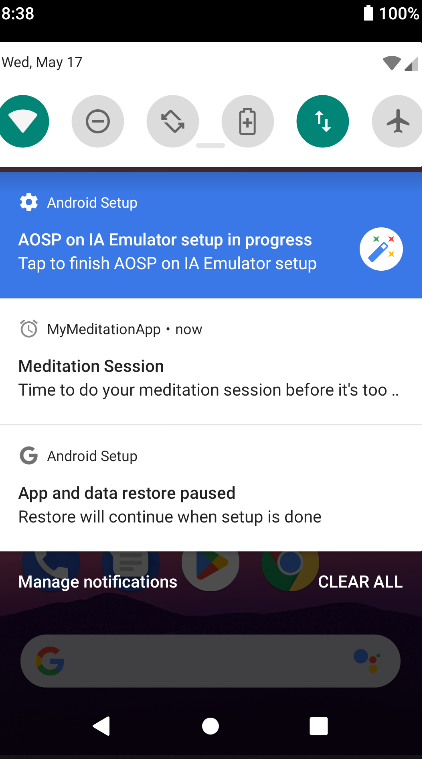 8:38
100%
Wed, May 17
Android Setup
AOSP on IA Emulator setup in progress
Tap to finish AOSP on IA Emulator setup
MyMeditationApp • now
Meditation Session
Time to do your meditation session before it's too ..
Android Setup
App and data restore paused
Restore will continue when setup is done
Manage notifications
CLEAR ALL